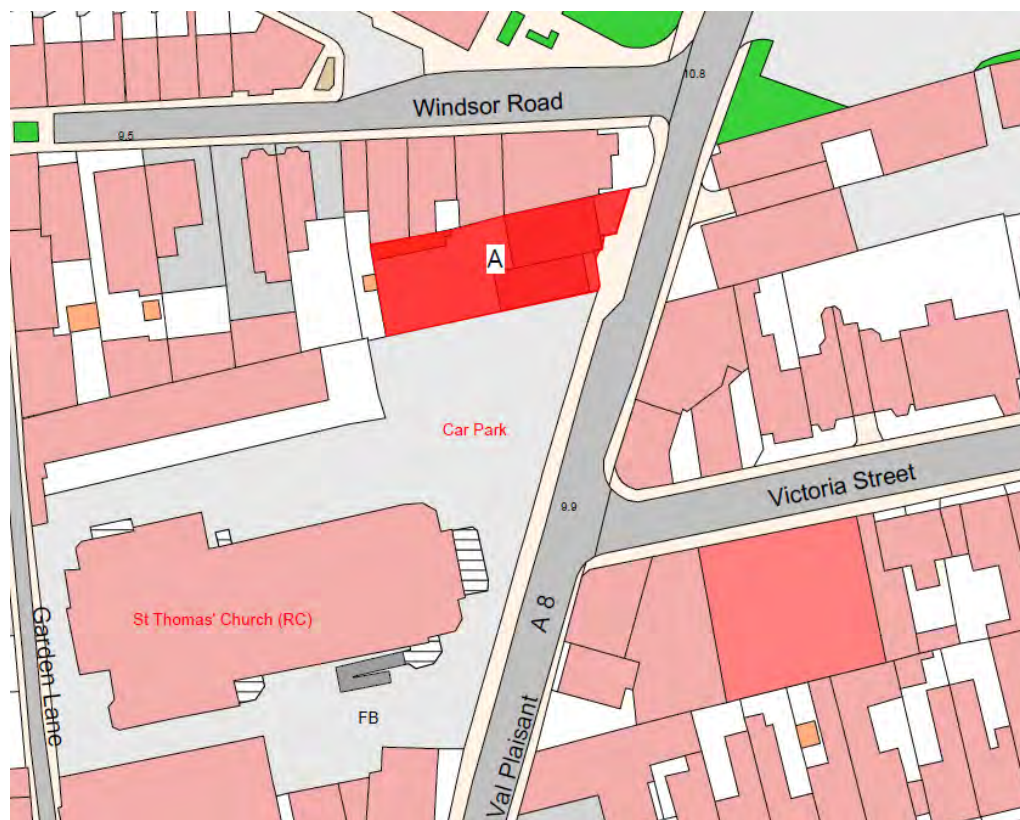 10.8
Windsor Road
9.5
A
Car Park
Victoria Street
9.9
A 8
St Thomas' Church (RC)
Garden Lane
FB
Val Plaisant